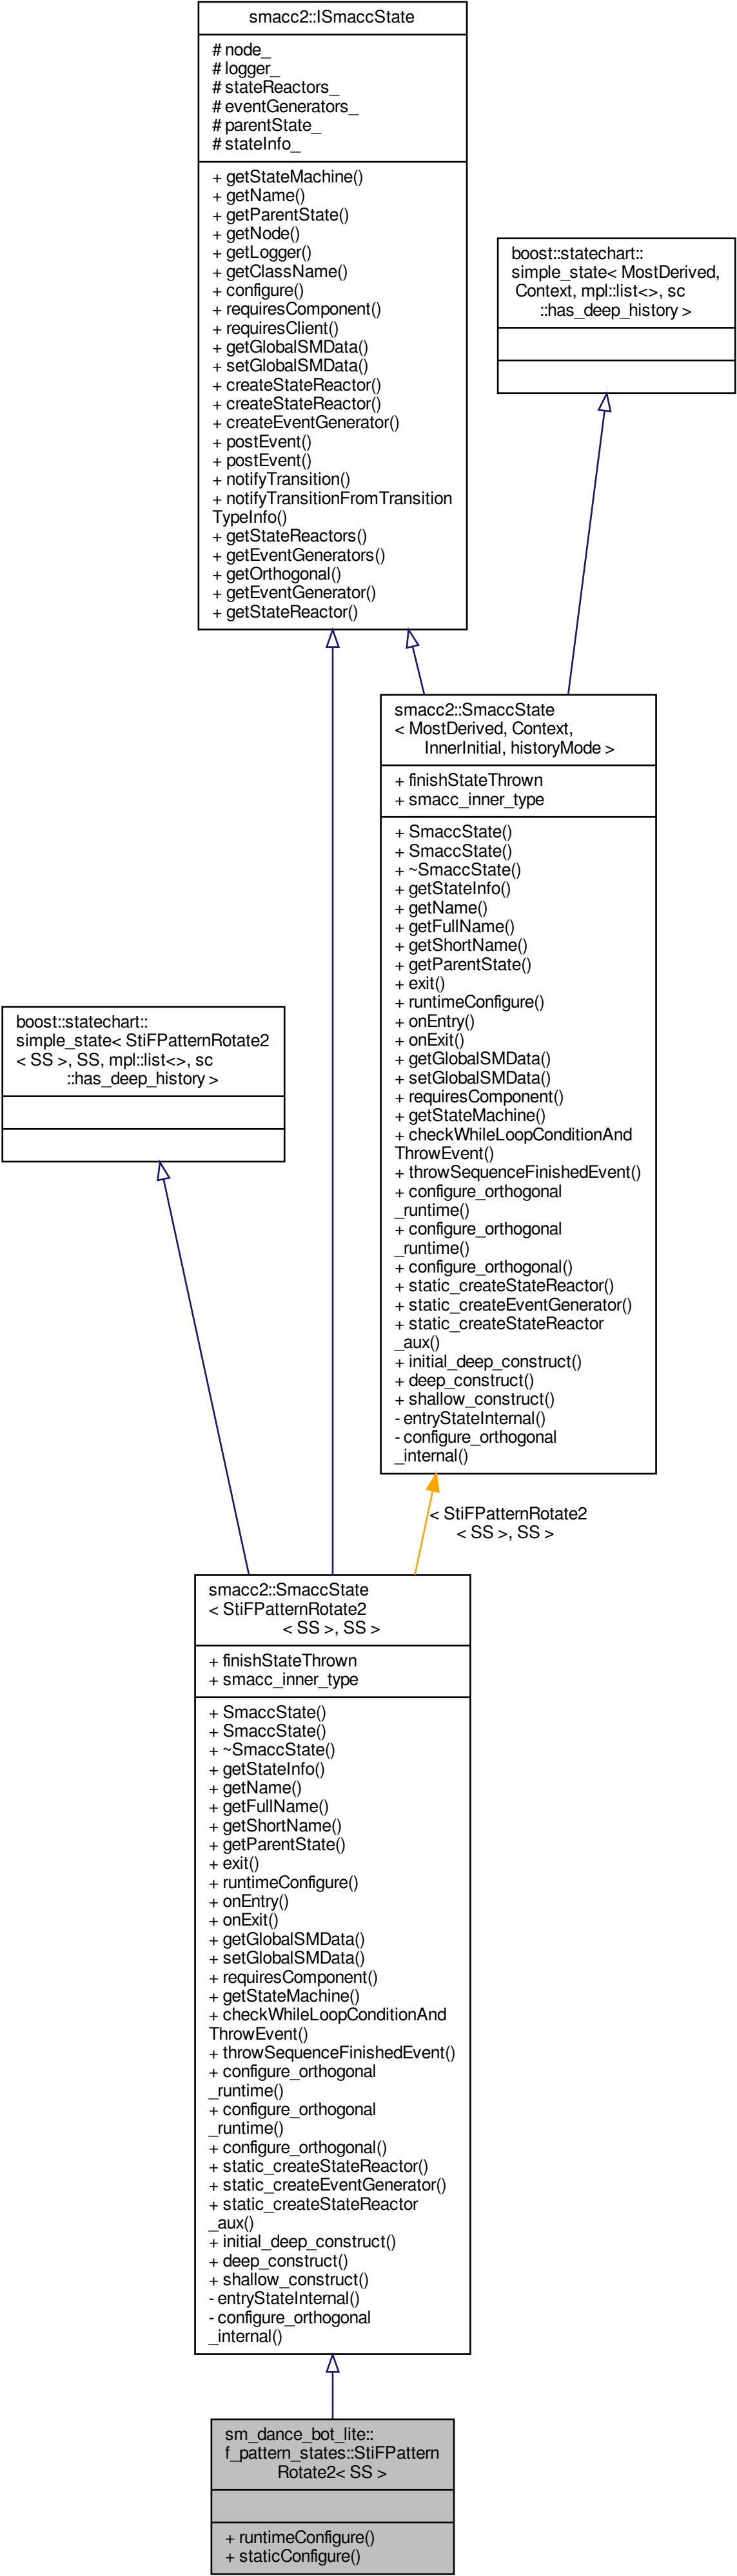 smacc2::ISmaccState
# node_
# logger_
# stateReactors_
# eventGenerators_
# parentState_
# stateInfo_
+ getStateMachine()
+ getName()
+ getParentState()
+ getNode()
+ getLogger()
+ getClassName()
+ configure()
+ requiresComponent()
+ requiresClient()
+ getGlobalSMData()
+ setGlobalSMData()
+ createStateReactor()
+ createStateReactor()
+ createEventGenerator()
+ postEvent()
+ postEvent()
+ notifyTransition()
+ notifyTransitionFromTransition
TypeInfo()
+ getStateReactors()
+ getEventGenerators()
+ getOrthogonal()
+ getEventGenerator()
+ getStateReactor()
boost::statechart::
simple_state< MostDerived,
Context, mpl::list<>, sc
::has_deep_history >
smacc2::SmaccState
< MostDerived, Context,
InnerInitial, historyMode >
+ finishStateThrown
+ smacc_inner_type
+ SmaccState()
+ SmaccState()
+ ~SmaccState()
+ getStateInfo()
+ getName()
+ getFullName()
+ getShortName()
+ getParentState()
+ exit()
+ runtimeConfigure()
+ onEntry()
+ onExit()
+ getGlobalSMData()
+ setGlobalSMData()
+ requiresComponent()
+ getStateMachine()
+ checkWhileLoopConditionAnd
ThrowEvent()
+ throwSequenceFinishedEvent()
+ configure_orthogonal
_runtime()
+ configure_orthogonal
_runtime()
+ configure_orthogonal()
+ static_createStateReactor()
+ static_createEventGenerator()
+ static_createStateReactor
_aux()
+ initial_deep_construct()
+ deep_construct()
+ shallow_construct()
- entryStateInternal()
- configure_orthogonal
_internal()
boost::statechart::
simple_state< StiFPatternRotate2
< SS >, SS, mpl::list<>, sc
::has_deep_history >
< StiFPatternRotate2
< SS >, SS >
smacc2::SmaccState
< StiFPatternRotate2
< SS >, SS >
+ finishStateThrown
+ smacc_inner_type
+ SmaccState()
+ SmaccState()
+ ~SmaccState()
+ getStateInfo()
+ getName()
+ getFullName()
+ getShortName()
+ getParentState()
+ exit()
+ runtimeConfigure()
+ onEntry()
+ onExit()
+ getGlobalSMData()
+ setGlobalSMData()
+ requiresComponent()
+ getStateMachine()
+ checkWhileLoopConditionAnd
ThrowEvent()
+ throwSequenceFinishedEvent()
+ configure_orthogonal
_runtime()
+ configure_orthogonal
_runtime()
+ configure_orthogonal()
+ static_createStateReactor()
+ static_createEventGenerator()
+ static_createStateReactor
_aux()
+ initial_deep_construct()
+ deep_construct()
+ shallow_construct()
- entryStateInternal()
- configure_orthogonal
_internal()
sm_dance_bot_lite::
f_pattern_states::StiFPattern
Rotate2< SS >
+ runtimeConfigure()
+ staticConfigure()